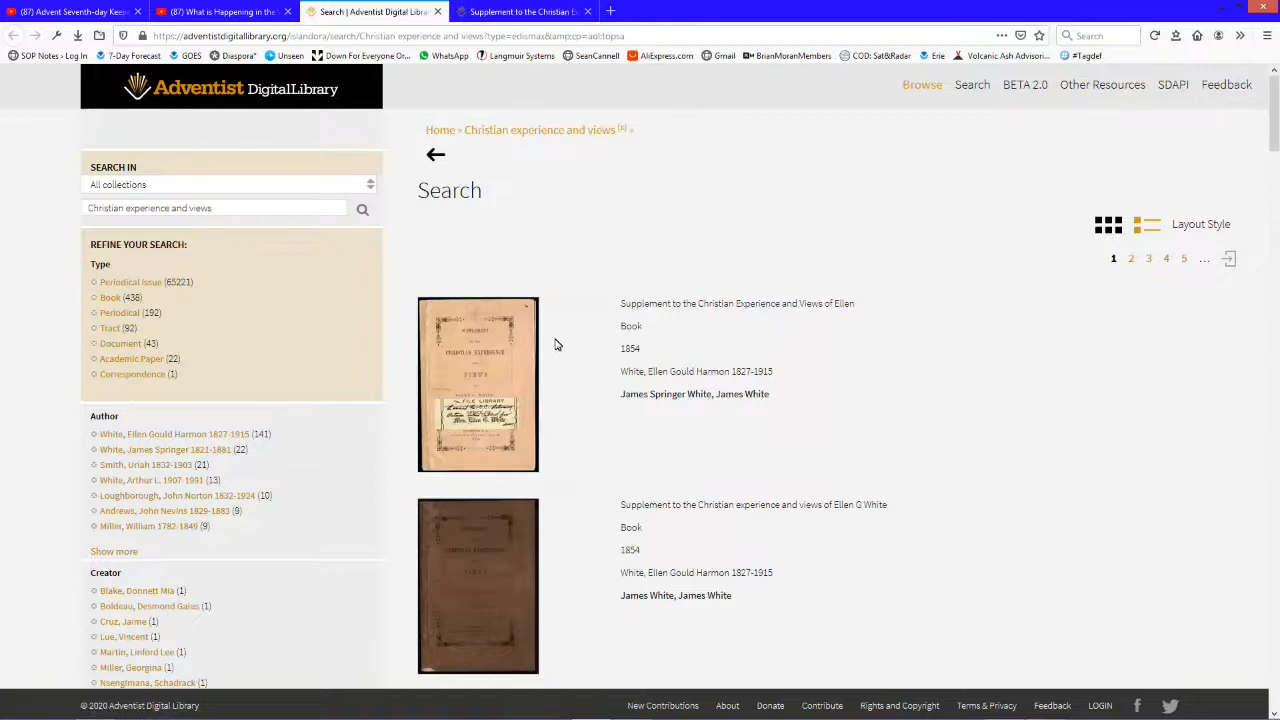 (87) Advent Seventh-day Keep
(87) What is Happening in the
Search | Adventist Digital Libra
Supplement to the Christian E
https://adventistdigitallibrary.org/islandora/search/Christian experience and views?type=edismax&amp;cp=adl:topsa
Search
SOP Notes › Log In
7-Day Forecast
GOES
Diaspora*
Unseen
Down For Everyone Or...
WhatsApp
Langmuir Systems
SeanCannell
AliExpress.com
Gmail
BrianMoranMembers
COD: Sat&Radar
Erie
Volcanic Ash Advisori...
#Tagdef
Adventist DigitalLibrary
Browse
Search
BETA 2.0
Other Resources
SDAPI
Feedback
Home » Christian experience and views [x] »
SEARCH IN
All collections
Christian experience and views
Search
REFINE YOUR SEARCH:
Layout Style
1 2 3 4 5 ...
Type
Periodical Issue (65221)
Book (438)
Periodical (192)
Tract (92)
Document (43)
Academic Paper (22)
Correspondence (1)
SUPPLEMENT
CHRISTIAN EXPERIENCE
VIEWS
FILE LIBRARY
Mrs. Ellen G. White
Supplement to the Christian Experience and Views of Ellen
Book
1854
White, Ellen Gould Harmon 1827-1915
James Springer White, James White
Author
White, Ellen Gould Harmon 1827-1915 (141)
White, James Springer 1821-1881 (22)
Smith, Uriah 1832-1903 (21)
White, Arthur L. 1907-1991 (13)
Loughborough, John Norton 1832-1924 (10)
Andrews, John Nevins 1829-1883 (9)
Miller, William 1782-1849 (9)
Show more
Supplement to the Christian experience and views of Ellen G White
Book
1854
White, Ellen Gould Harmon 1827-1915
James White, James White
Creator
Blake, Donnett Mia (1)
Boldeau, Desmond Gaius (1)
Cruz, Jaime (1)
Lue, Vincent (1)
Martin, Linford Lee (1)
Miller, Georgina (1)
Nsengimana, Schadrack (1)
© 2020 Adventist Digital Library
New Contributions
About
Donate
Contribute
Rights and Copyright
Terms & Privacy
Feedback
LOGIN